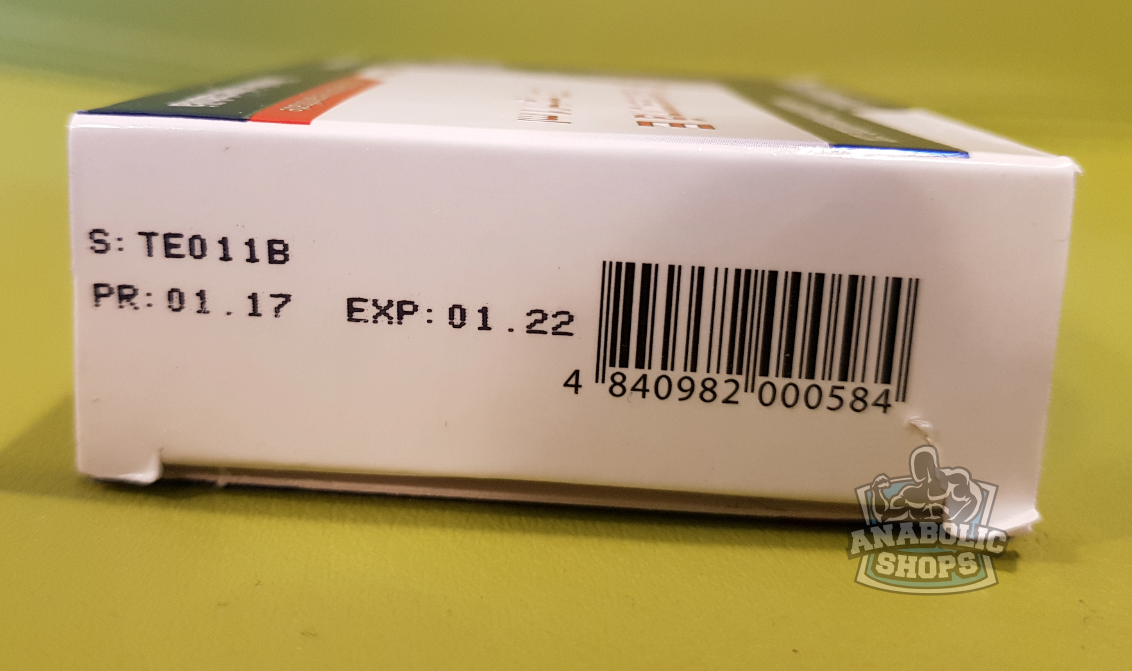 S: TE011B
PR: 01.17 EXP: 01.22
4 840982 000584
ANABOLIC
SHOPS